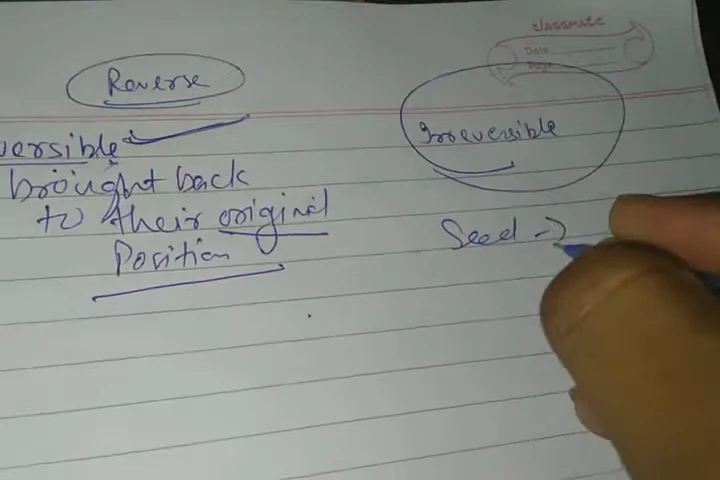 classmate
Date
Page
Reverse
versible
brought back
to their original
Position
Irreversible
Seed →